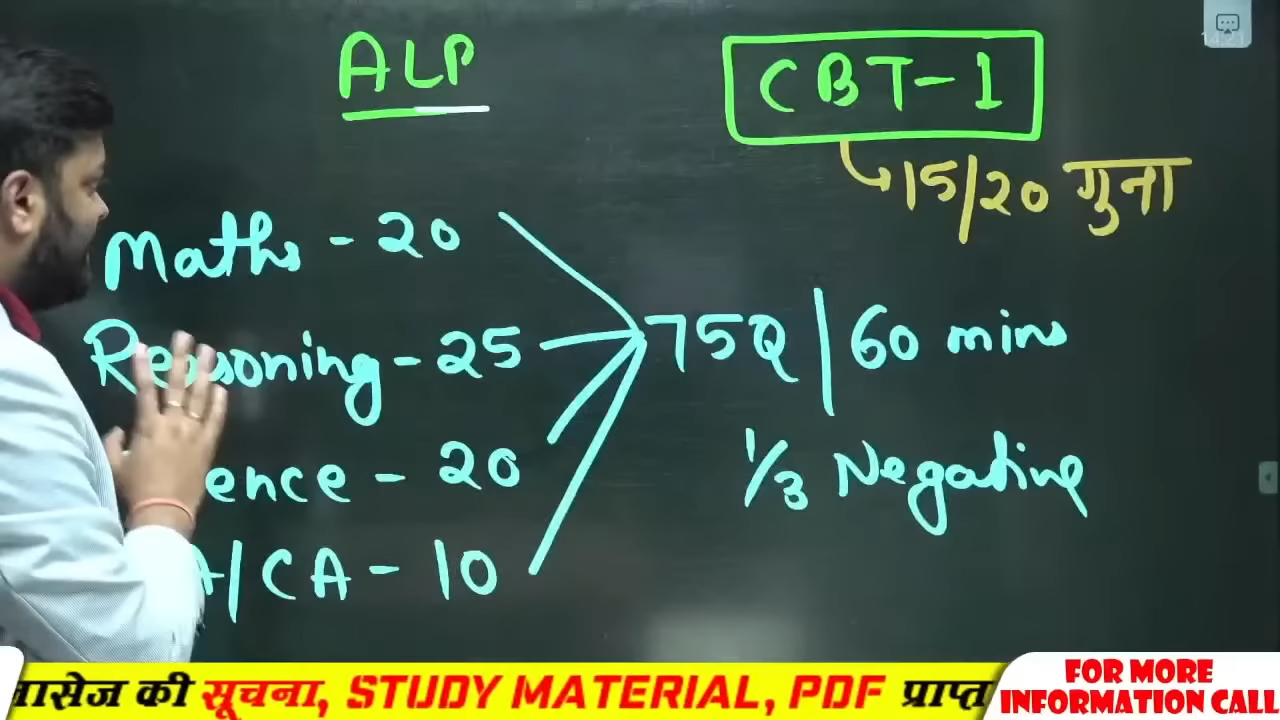 ALP
CBT-1
15/20 गुना
Maths - 20
Reasoning - 25
75Q | 60 mins
ence - 20
1/3 Negative
A/CA - 10
की सूचना, STUDY MATERIAL, PDF प्राप्त
FOR MORE
INFORMATION CALL